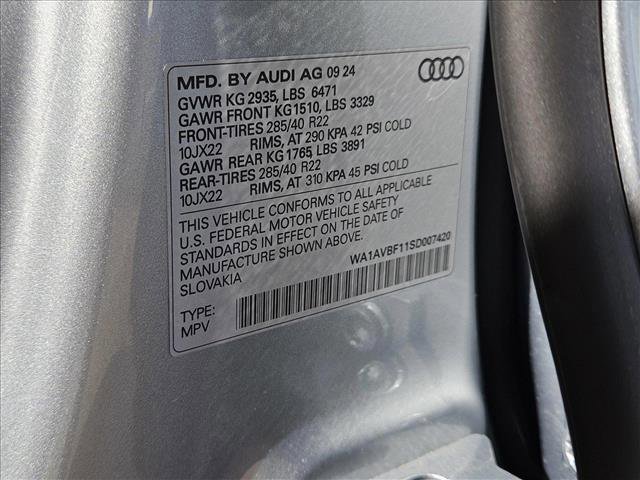 MFD. BY AUDI AG 09 24
GVWR KG 2935, LBS 6471
GAWR FRONT KG1510, LBS 3329
FRONT-TIRES 285/40 R22
10JX22 RIMS, AT 290 KPA 42 PSI COLD
GAWR REAR KG 1765, LBS 3891
REAR-TIRES 285/40 R22
10JX22 RIMS, AT 310 KPA 45 PSI COLD
THIS VEHICLE CONFORMS TO ALL APPLICABLE
U.S. FEDERAL MOTOR VEHICLE SAFETY
STANDARDS IN EFFECT ON THE DATE OF
MANUFACTURE SHOWN ABOVE.
SLOVAKIA
WA1AVBF11SD007420
TYPE:
MPV